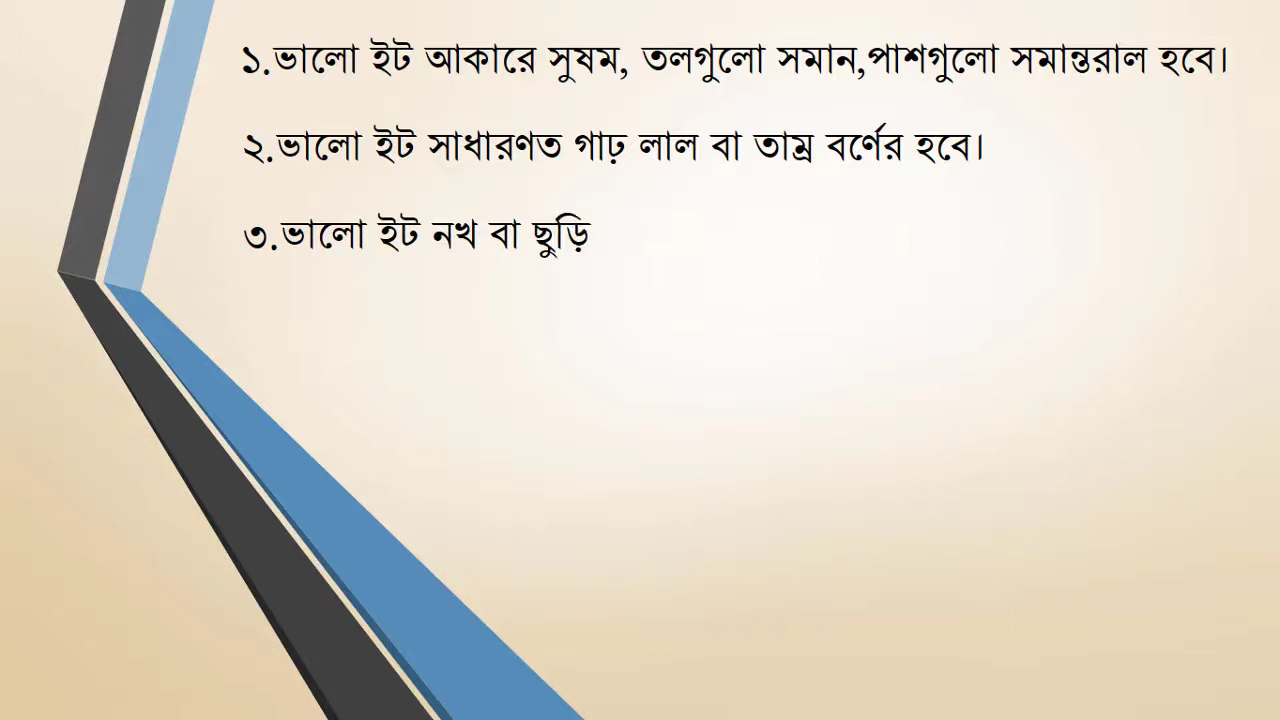 ১.ভালো ইট আকারে সুষম, তলগুলো সমান,পাশগুলো সমান্তরাল হবে।
২.ভালো ইট সাধারণত গাঢ় লাল বা তাম্র বর্ণের হবে।
৩.ভালো ইট নখ বা ছুড়ি